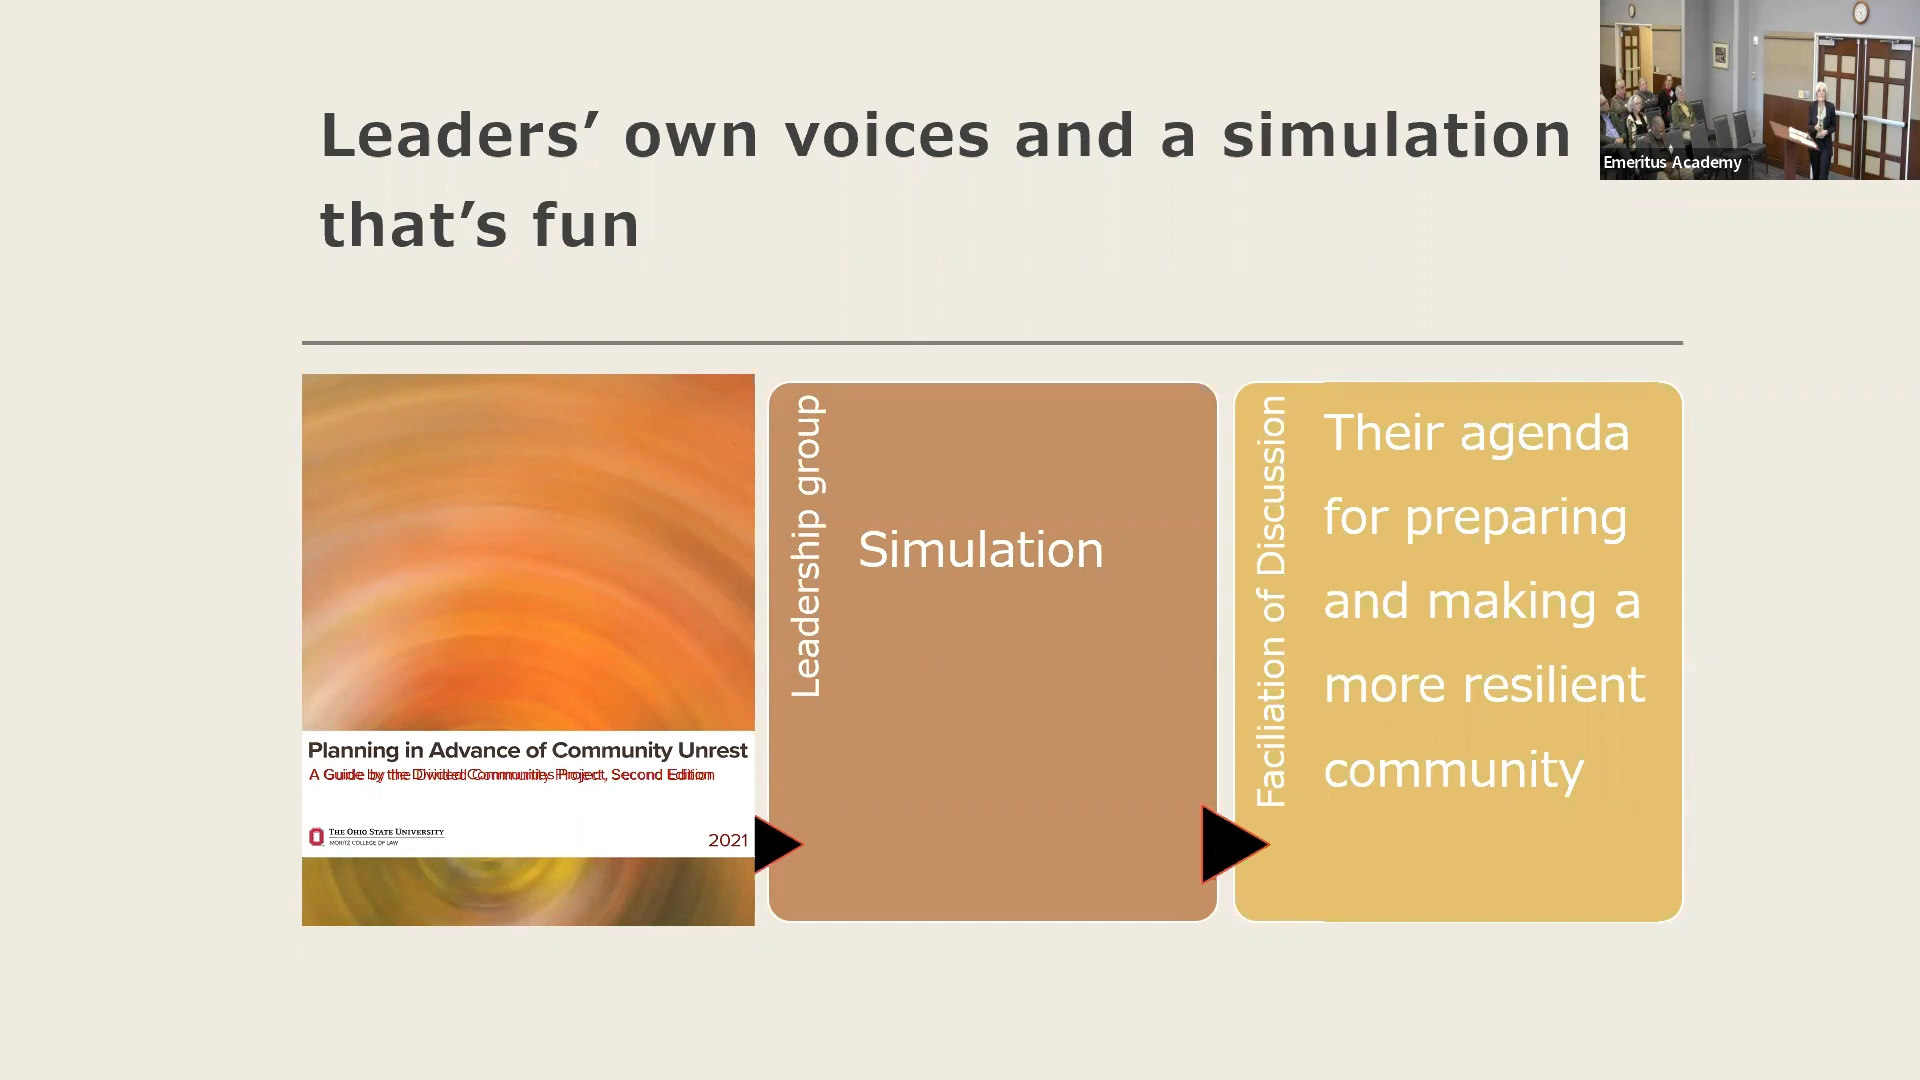 Leaders’ own voices and a simulation
that’s fun
Emeritus Academy
Planning in Advance of Community Unrest
A Guide by the Divided Community Project, Second Edition
THE OHIO STATE UNIVERSITY
MORITZ COLLEGE OF LAW
2021
Leadership group
Simulation
Faciliation of Discussion
Their agenda
for preparing
and making a
more resilient
community